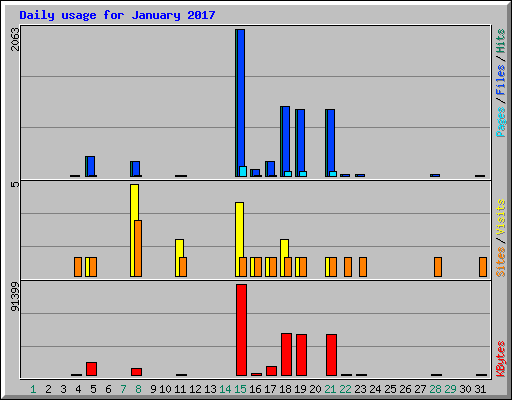 Daily usage for January 2017
2063
Pages / Files / Hits
5
Sites / Visits
91399
KBytes
1 2 3 4 5 6 7 8 9 10 11 12 13 14 15 16 17 18 19 20 21 22 23 24 25 26 27 28 29 30 31